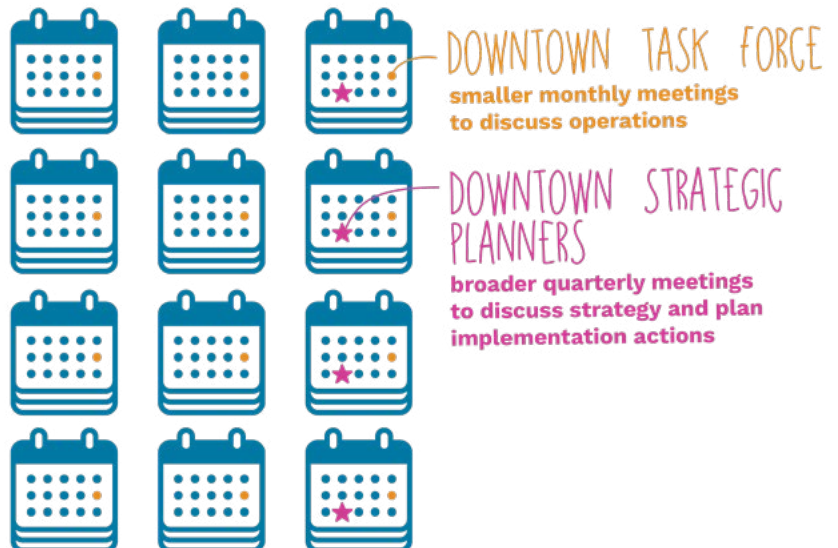 DOWNTOWN TASK FORCE
smaller monthly meetings
to discuss operations
DOWNTOWN STRATEGIC
PLANNERS
broader quarterly meetings
to discuss strategy and plan
implementation actions